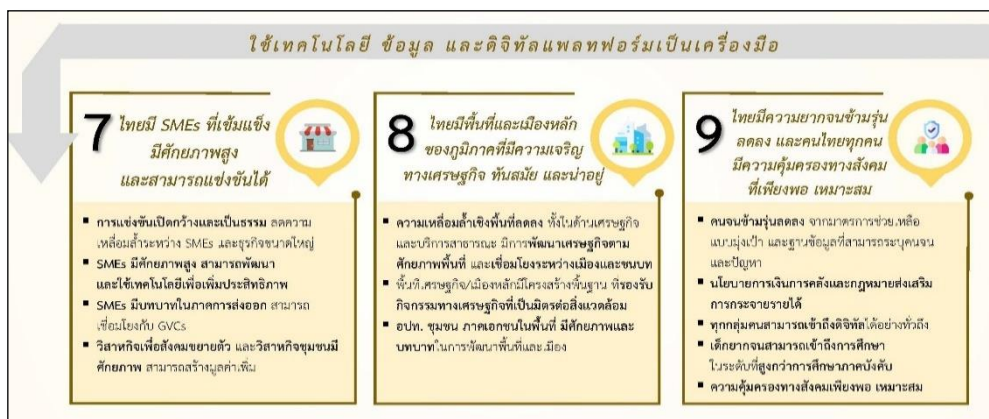 ใช้เทคโนโลยี ข้อมูล และดิจิทัลแพลทฟอร์มเป็นเครื่องมือ
7
ไทยมี SMEs ที่เข้มแข็ง
มีศักยภาพสูง
และสามารถแข่งขันได้
▪ การแข่งขันเปิดกว้างและเป็นธรรม ลดความ
เหลื่อมล้ำระหว่าง SMEs และธุรกิจขนาดใหญ่
▪ SMEs มีศักยภาพสูง สามารถพัฒนา
และใช้เทคโนโลยีเพื่อเพิ่มประสิทธิภาพ
▪ SMEs มีบทบาทในภาคการส่งออก สามารถ
เชื่อมโยงกับ GVCs
▪ วิสาหกิจเพื่อสังคมขยายตัว และวิสาหกิจชุมชนมี
ศักยภาพ สามารถสร้างมูลค่าเพิ่ม
8
ไทยมีพื้นที่และเมืองหลัก
ของภูมิภาคที่มีความเจริญ
ทางเศรษฐกิจ ทันสมัย และน่าอยู่
▪ ความเหลื่อมล้ำเชิงพื้นที่ลดลง ทั้งในด้านเศรษฐกิจ
และบริการสาธารณะ มีการพัฒนาเศรษฐกิจตาม
ศักยภาพพื้นที่ และเชื่อมโยงระหว่างเมืองและชนบท
▪ พื้นที่เศรษฐกิจ/เมืองหลักมีโครงสร้างพื้นฐาน ที่รองรับ
กิจกรรมทางเศรษฐกิจที่เป็นมิตรต่อสิ่งแวดล้อม
▪ อปท. ชุมชน ภาคเอกชนในพื้นที่ มีศักยภาพและ
บทบาทในการพัฒนาพื้นที่และเมือง
9
ไทยมีความยากจนข้ามรุ่น
ลดลง และคนไทยทุกคน
มีความคุ้มครองทางสังคม
ที่เพียงพอ เหมาะสม
▪ คนจนข้ามรุ่นลดลง จากมาตรการช่วยเหลือ
แบบมุ่งเป้า และฐานข้อมูลที่สามารถระบุคนจน
และปัญหา
▪ นโยบายการเงินการคลังและกฎหมายส่งเสริม
การกระจายรายได้
▪ ทุกกลุ่มคนสามารถเข้าถึงดิจิทัลได้อย่างทั่วถึง
▪ เด็กยากจนสามารถเข้าถึงการศึกษา
ในระดับที่สูงกว่าการศึกษาภาคบังคับ
▪ ความคุ้มครองทางสังคมเพียงพอ เหมาะสม